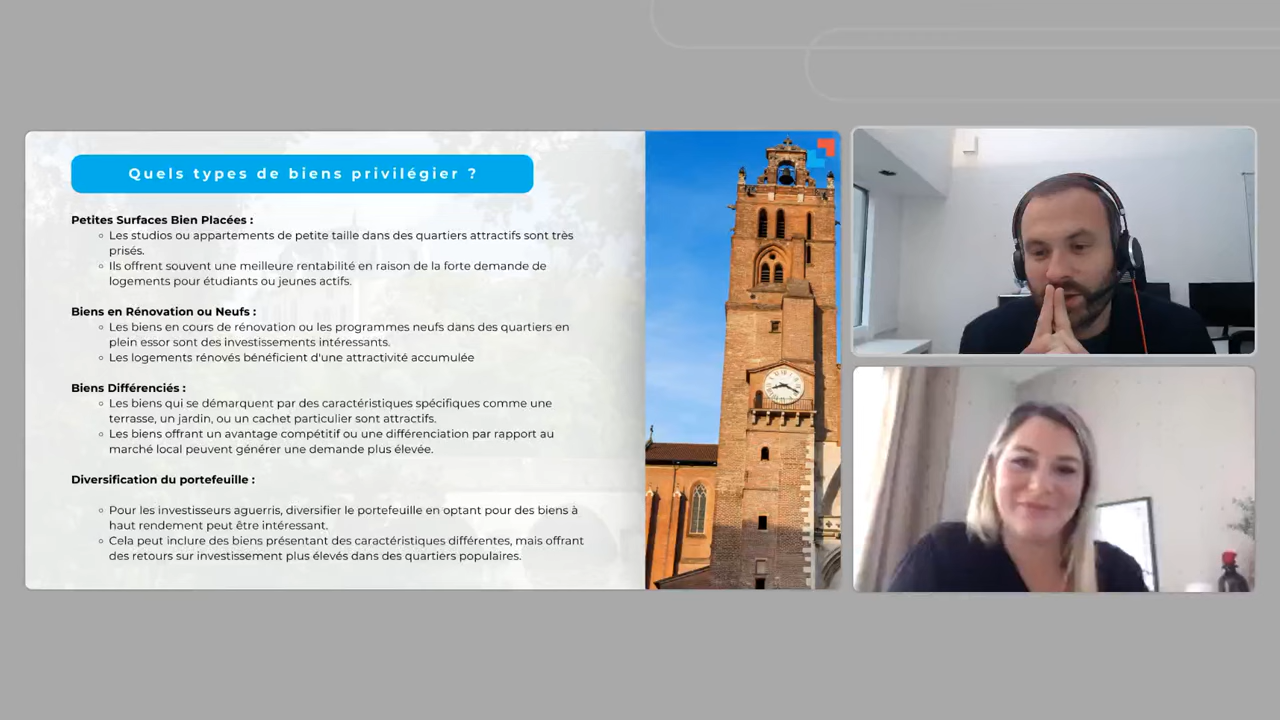 Quels types de biens privilégier ?
Petites Surfaces Bien Placées :
Les studios ou appartements de petite taille dans des quartiers attractifs sont très
prisés.
Ils offrent souvent une meilleure rentabilité en raison de la forte demande de
logements pour étudiants ou jeunes actifs.
Biens en Rénovation ou Neufs :
Les biens en cours de rénovation ou les programmes neufs dans des quartiers en
plein essor sont des investissements intéressants.
Les logements rénovés bénéficient d'une attractivité accumulée
Biens Différenciés :
Les biens qui se démarquent par des caractéristiques spécifiques comme une
terrasse, un jardin, ou un cachet particulier sont attractifs.
Les biens offrant un avantage compétitif ou une différenciation par rapport au
marché local peuvent générer une demande plus élevée.
Diversification du portefeuille :
Pour les investisseurs aguerris, diversifier le portefeuille en optant pour des biens à
haut rendement peut être intéressant.
Cela peut inclure des biens présentant des caractéristiques différentes, mais offrant
des retours sur investissement plus élevés dans des quartiers populaires.